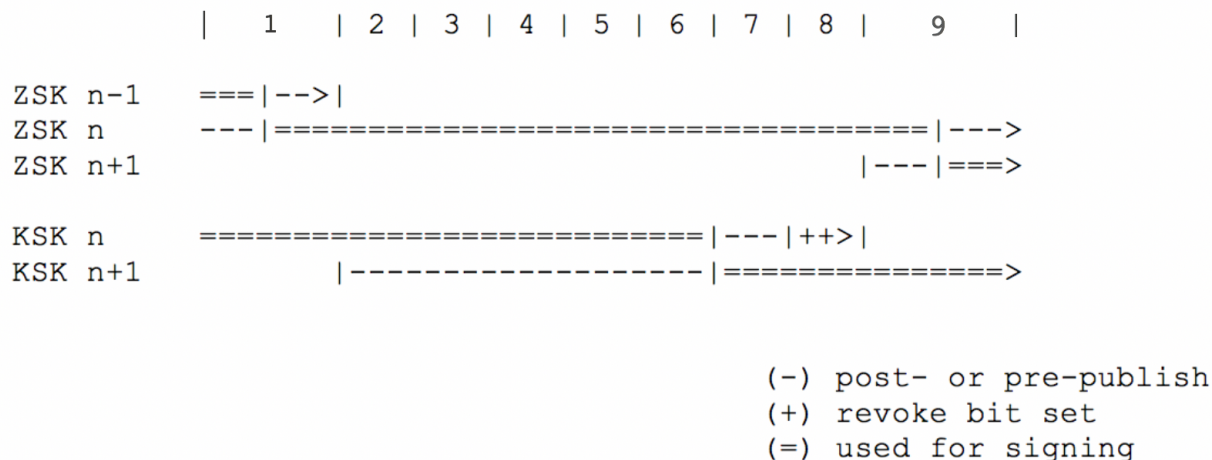 |   1   | 2 | 3 | 4 | 5 | 6 | 7 | 8 |   9   |
ZSK n-1   ===|-->|
ZSK n     ---|===================================|--->
ZSK n+1                                      |---|===>
KSK n     ===========================|---|++>|
KSK n+1          |-------------------|===============>
(-) post- or pre-publish
(+) revoke bit set
(=) used for signing